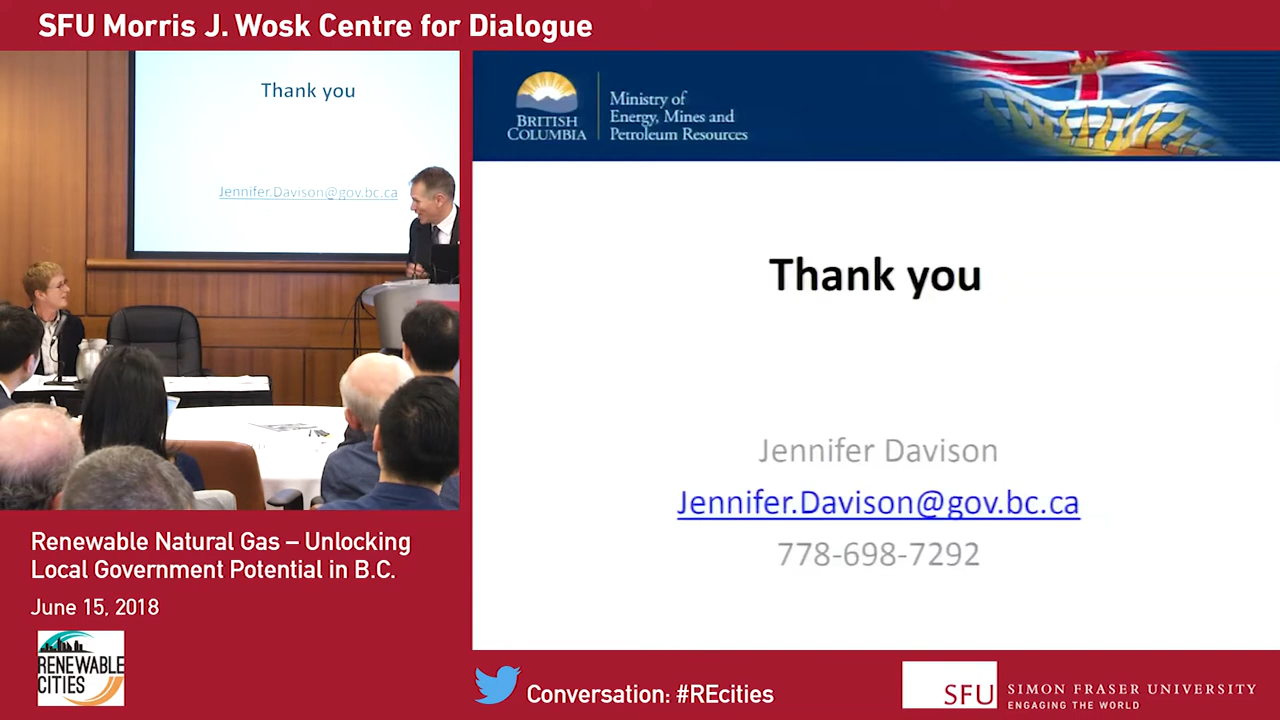 SFU Morris J. Wosk Centre for Dialogue
Thank you
Jennifer.Davison@gov.bc.ca
BRITISH
COLUMBIA
Ministry of
Energy, Mines and
Petroleum Resources
Thank you
Jennifer Davison
Jennifer.Davison@gov.bc.ca
778-698-7292
Renewable Natural Gas – Unlocking
Local Government Potential in B.C.
June 15, 2018
RENEWABLE
CITIES
Conversation: #REcities
SFU
SIMON FRASER UNIVERSITY
ENGAGING THE WORLD